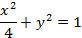 x²/4 + y² = 1